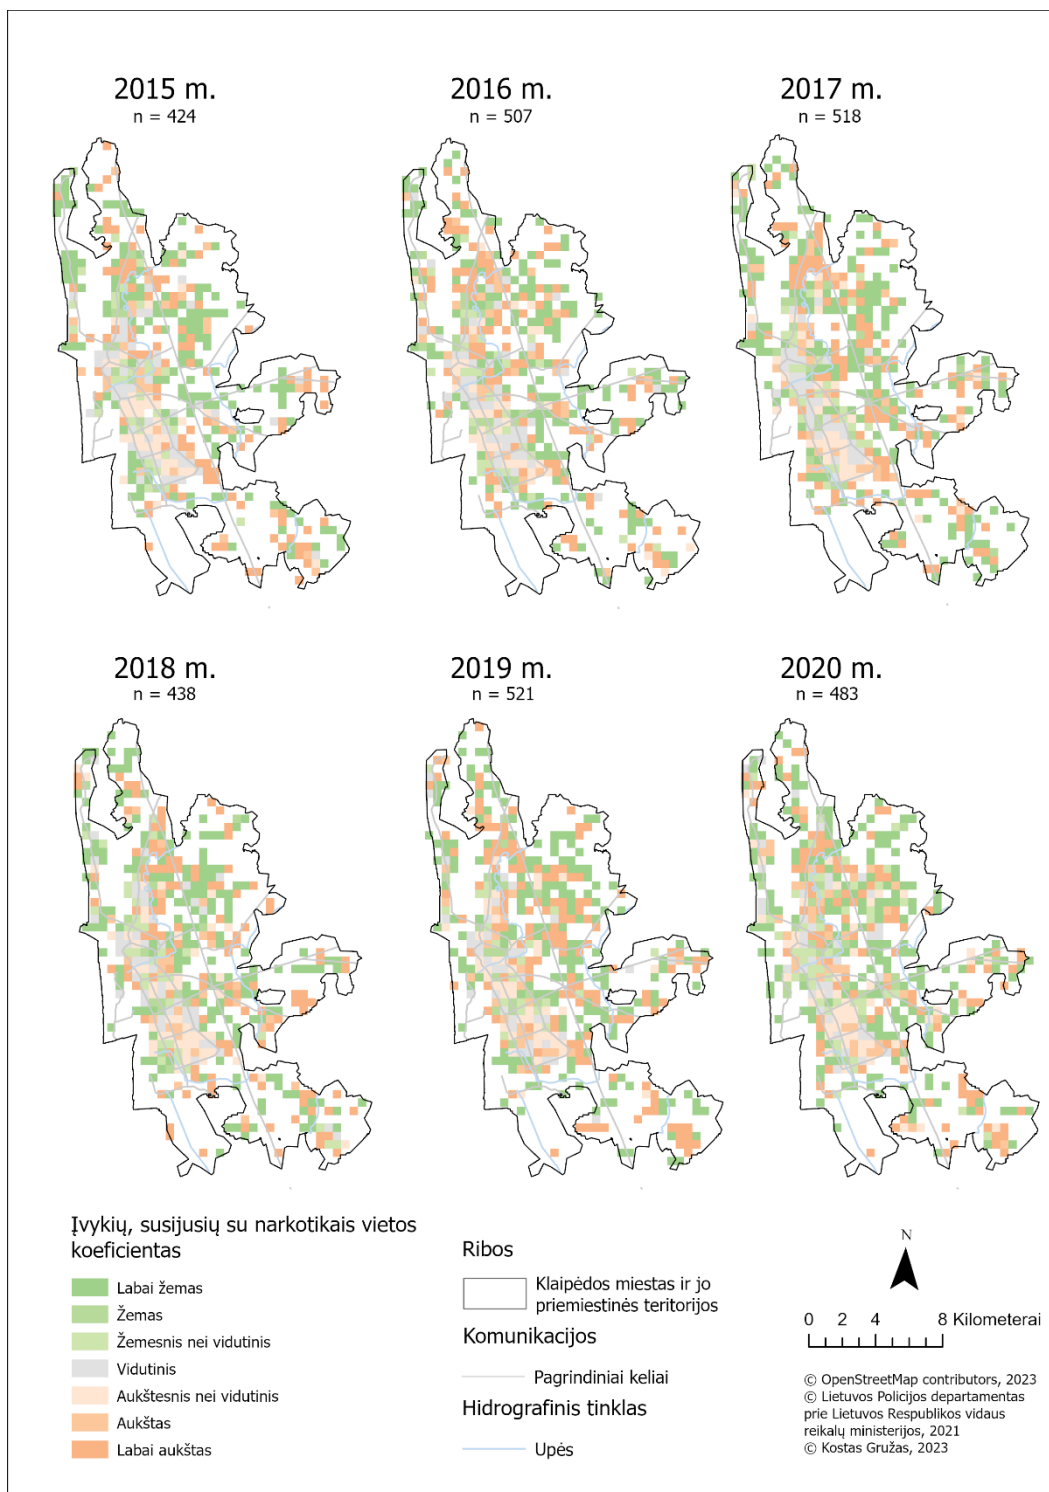 2015 m.
n = 424
2016 m.
n = 507
2017 m.
n = 518
2018 m.
n = 438
2019 m.
n = 521
2020 m.
n = 483
Įvykių, susijusių su narkotikais vietos
koeficientas
Labai žemas
Žemas
Žemesnis nei vidutinis
Vidutinis
Aukštesnis nei vidutinis
Aukštas
Labai aukštas
Ribos
Klaipėdos miestas ir jo
priemiestinės teritorijos
Komunikacijos
Pagrindiniai keliai
Hidrografinis tinklas
Upės
N
0 2 4 8 Kilometerai
© OpenStreetMap contributors, 2023
© Lietuvos Policijos departamentas
prie Lietuvos Respublikos vidaus
reikalų ministerijos, 2021
© Kostas Gružas, 2023